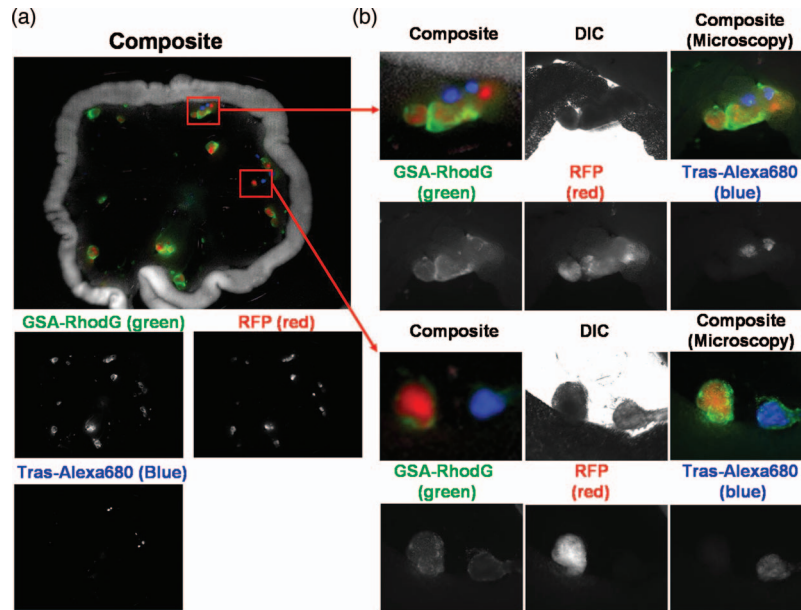 (a)
Composite
GSA-RhodG (green)
RFP (red)
Tras-Alexa680 (Blue)
(b)
Composite
DIC
Composite
(Microscopy)
GSA-RhodG
(green)
RFP
(red)
Tras-Alexa680
(blue)
Composite
DIC
Composite
(Microscopy)
GSA-RhodG
(green)
RFP
(red)
Tras-Alexa680
(blue)